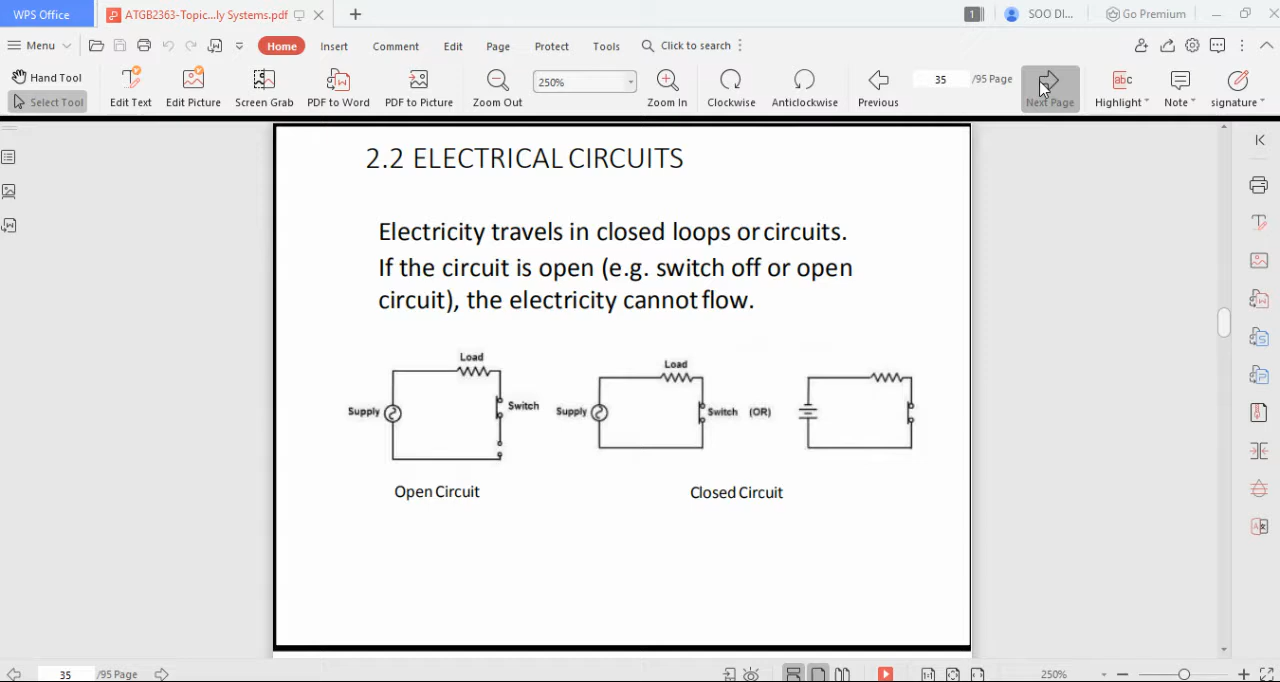 WPS Office
ATGB2363-Topic...ly Systems.pdf
1
SOO DI...
Go Premium
Menu
Home
Insert
Comment
Edit
Page
Protect
Tools
Click to search
Hand Tool
Select Tool
Edit Text
Edit Picture
Screen Grab
PDF to Word
PDF to Picture
Zoom Out
250%
Zoom In
Clockwise
Anticlockwise
Previous
35
/95 Page
Next Page
Highlight
Note
signature
2.2 ELECTRICAL CIRCUITS
Electricity travels in closed loops or circuits.
If the circuit is open (e.g. switch off or open
circuit), the electricity cannot flow.
Load
Supply
Switch
Load
Supply
Switch
(OR)
Open Circuit
Closed Circuit
35
/95 Page
250%